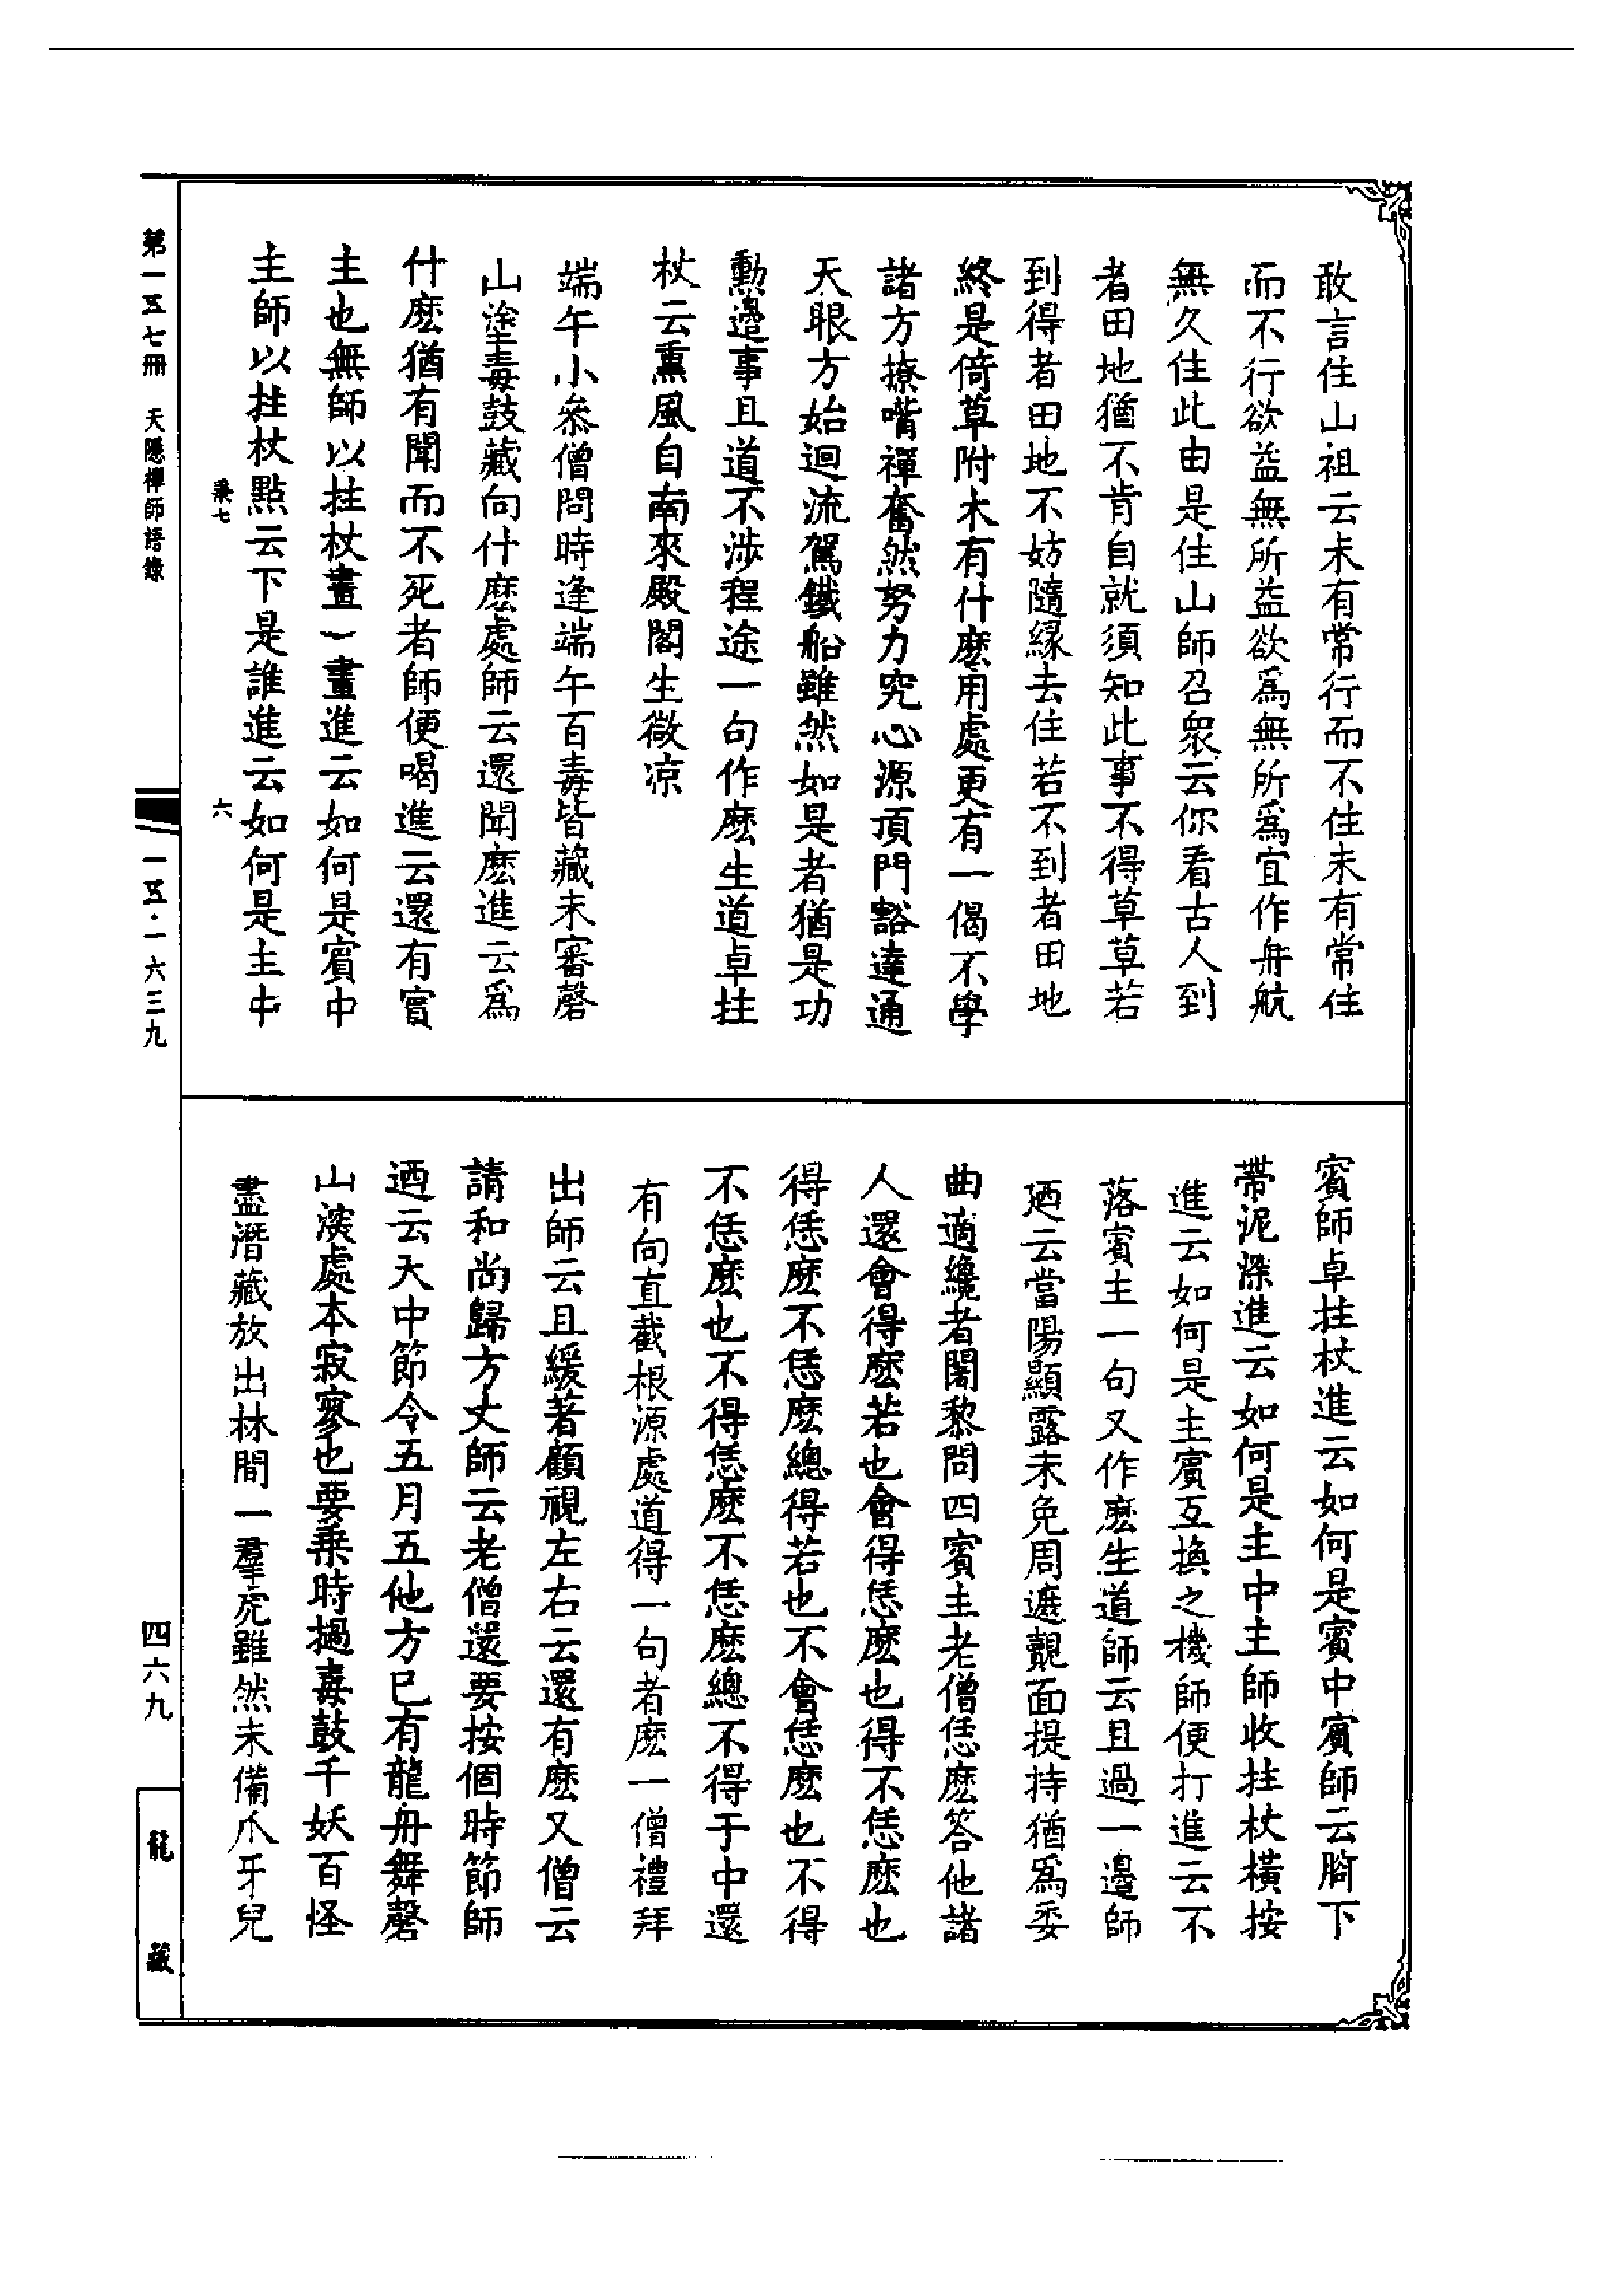 敢言住山祖云未有常行而不住未有常住
而不行欲益無所益欲爲無所爲宜作舟航
無久住此由是住山師召衆云你看古人到
者田地猶不肯自就須知此事不得草草若
到得者田地不妨隨緣去住若不到者田地
終是倚草附木有什麽用處更有一偈不學
諸方撩嘴禪奮然努力究心源頂門豁達通
天眼方始迴流駕鐵船雖然如是者猶是功
勳邊事且道不涉程途一句作麽生道卓拄
杖云熏風自南來殿閣生微凉
端午小叅僧問時逢端午百毒皆藏未審磬
山塗毒鼓藏向什麽處師云還聞麽進云爲
什麽猶有聞而不死者師便喝進云還有賓
主也無師以拄杖畫一畫進云如何是賓中
主師以拄杖點云下是誰進云如何是主中
賓師卓拄杖進云如何是賓中賓師云脚下
帶泥深進云如何是主中主師收拄杖橫按
進云如何是主賓互換之機師便打進云不
落賓主一句又作麽生道師云且過一邊師
廼云當陽顯露未免周遮覿面提持猶爲委
曲適纔者闍黎問四賓主老僧恁麽答他諸
人還會得麽若也會得恁麽也得不恁麽也
得恁麽不恁麽總得若也不會恁麽也不得
不恁麽也不得恁麽不恁麽總不得于中還
有向直截根源處道得一句者麽一僧禮拜
出師云且緩著顧視左右云還有麽又僧云
請和尚歸方丈師云老僧還要按個時節師
迺云天中節令五月五他方已有龍舟舞磬
山深處本寂寥也要乘時撾毒鼓千妖百怪
盡潛藏放出林間一羣虎雖然未備爪牙兒
第一五七冊 天隱禪師語錄
秉七 六
一五·一六三九
四六九
龍藏